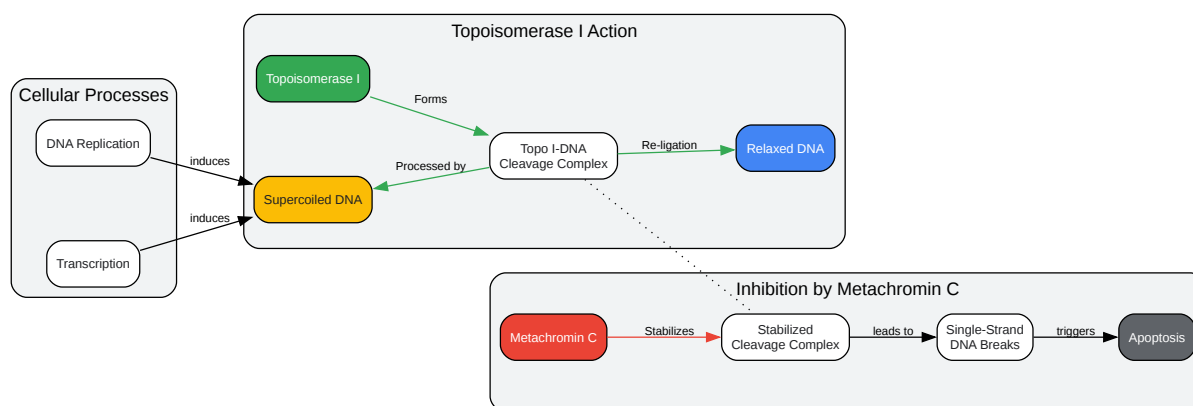 Topoisomerase I Action
Topoisomerase I
Cellular Processes
Forms
DNA Replication
Topo I-DNA
Cleavage Complex
Re-ligation
Relaxed DNA
induces
Processed by
Supercoiled DNA
induces
Transcription
Inhibition by Metachromin C
Metachromin C
Stabilizes
Stabilized
Cleavage Complex
leads to
Single-Strand
DNA Breaks
triggers
Apoptosis